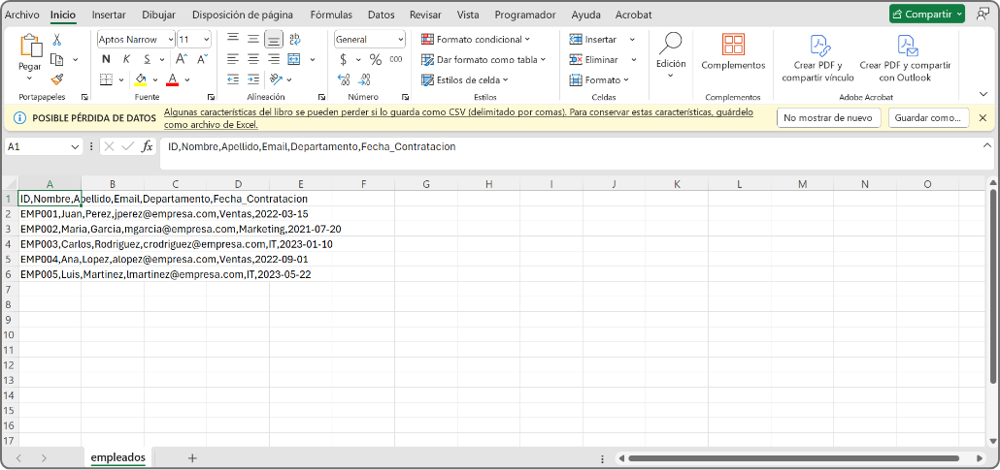 Archivo Inicio Insertar Dibujar Disposición de página Fórmulas Datos Revisar Vista Programador Ayuda Acrobat Compartir
Pegar
Portapapeles
Aptos Narrow 11
N K S A A
A
Fuente
ab
Alineación
General
$ % 000
Número
Formato condicional
Dar formato como tabla
Estilos de celda
Estilos
Insertar
Eliminar
Formato
Celdas
Edición
Complementos
Complementos
Crear PDF y
compartir vínculo
Crear PDF y compartir
con Outlook
Adobe Acrobat
POSIBLE PÉRDIDA DE DATOS Algunas características del libro se pueden perder si lo guarda como CSV (delimitado por comas). Para conservar estas características, guárdelo
como archivo de Excel.
No mostrar de nuevo Guardar como...
A1 fx ID,Nombre,Apellido,Email,Departamento,Fecha_Contratacion
A B C D E F G H I J K L M N O
1 ID,Nombre,Apellido,Email,Departamento,Fecha_Contratacion
2 EMP001,Juan,Perez,jperez@empresa.com,Ventas,2022-03-15
3 EMP002,Maria,Garcia,mgarcia@empresa.com,Marketing,2021-07-20
4 EMP003,Carlos,Rodriguez,crodriguez@empresa.com,IT,2023-01-10
5 EMP004,Ana,Lopez,alopez@empresa.com,Ventas,2022-09-01
6 EMP005,Luis,Martinez,lmartinez@empresa.com,IT,2023-05-22
7
8
9
10
11
12
13
14
15
16
17
empleados